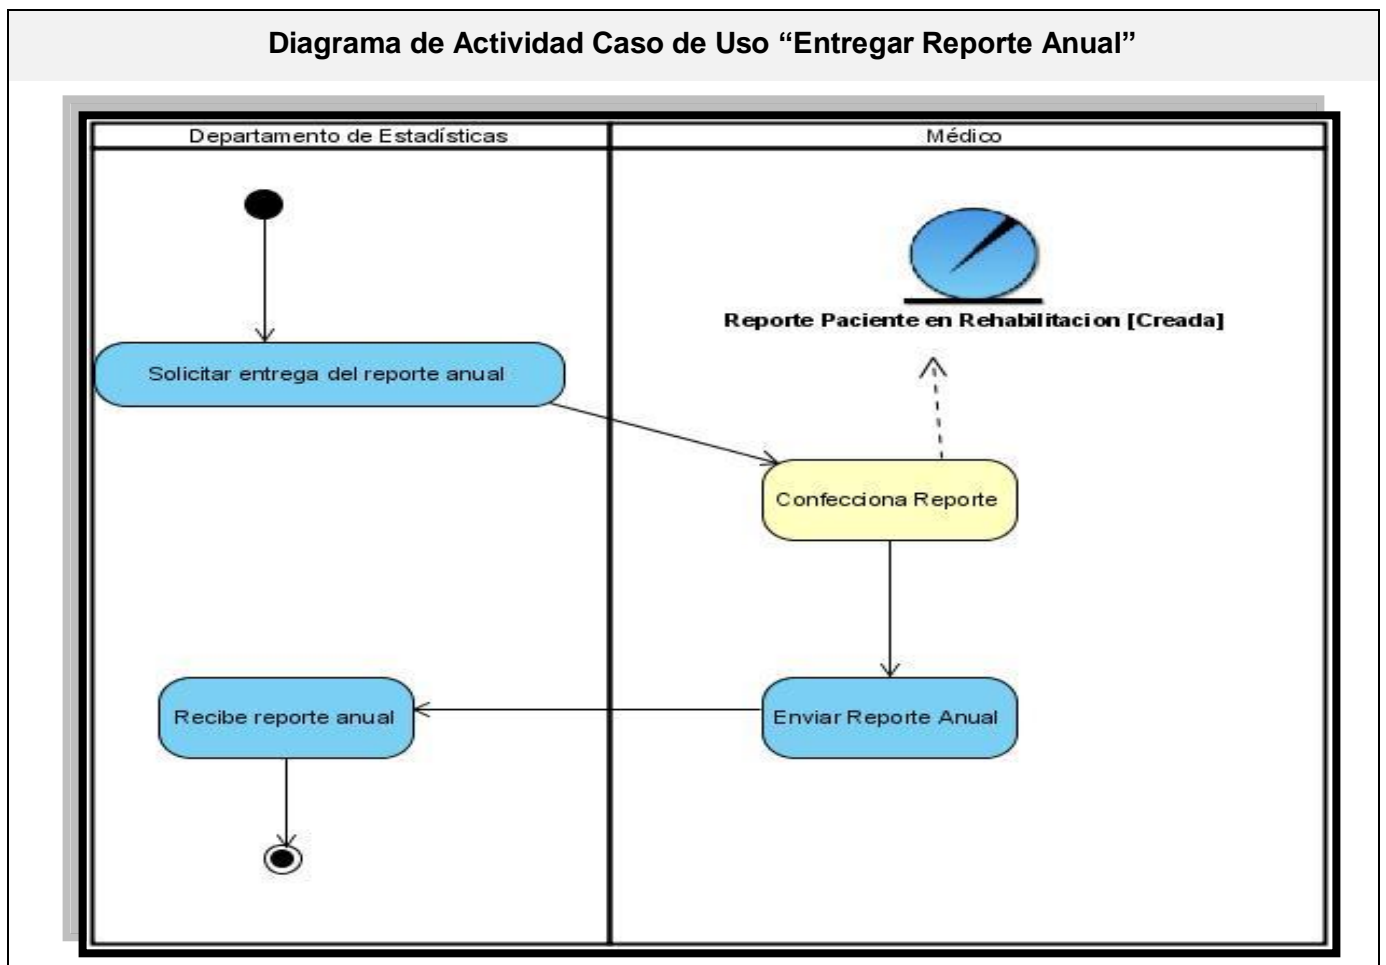 Diagrama de Actividad Caso de Uso “Entregar Reporte Anual”
Departamento de Estadísticas
Médico
Reporte Paciente en Rehabilitacion [Creada]
Solicitar entrega del reporte anual
Confecciona Reporte
Recibe reporte anual
Enviar Reporte Anual